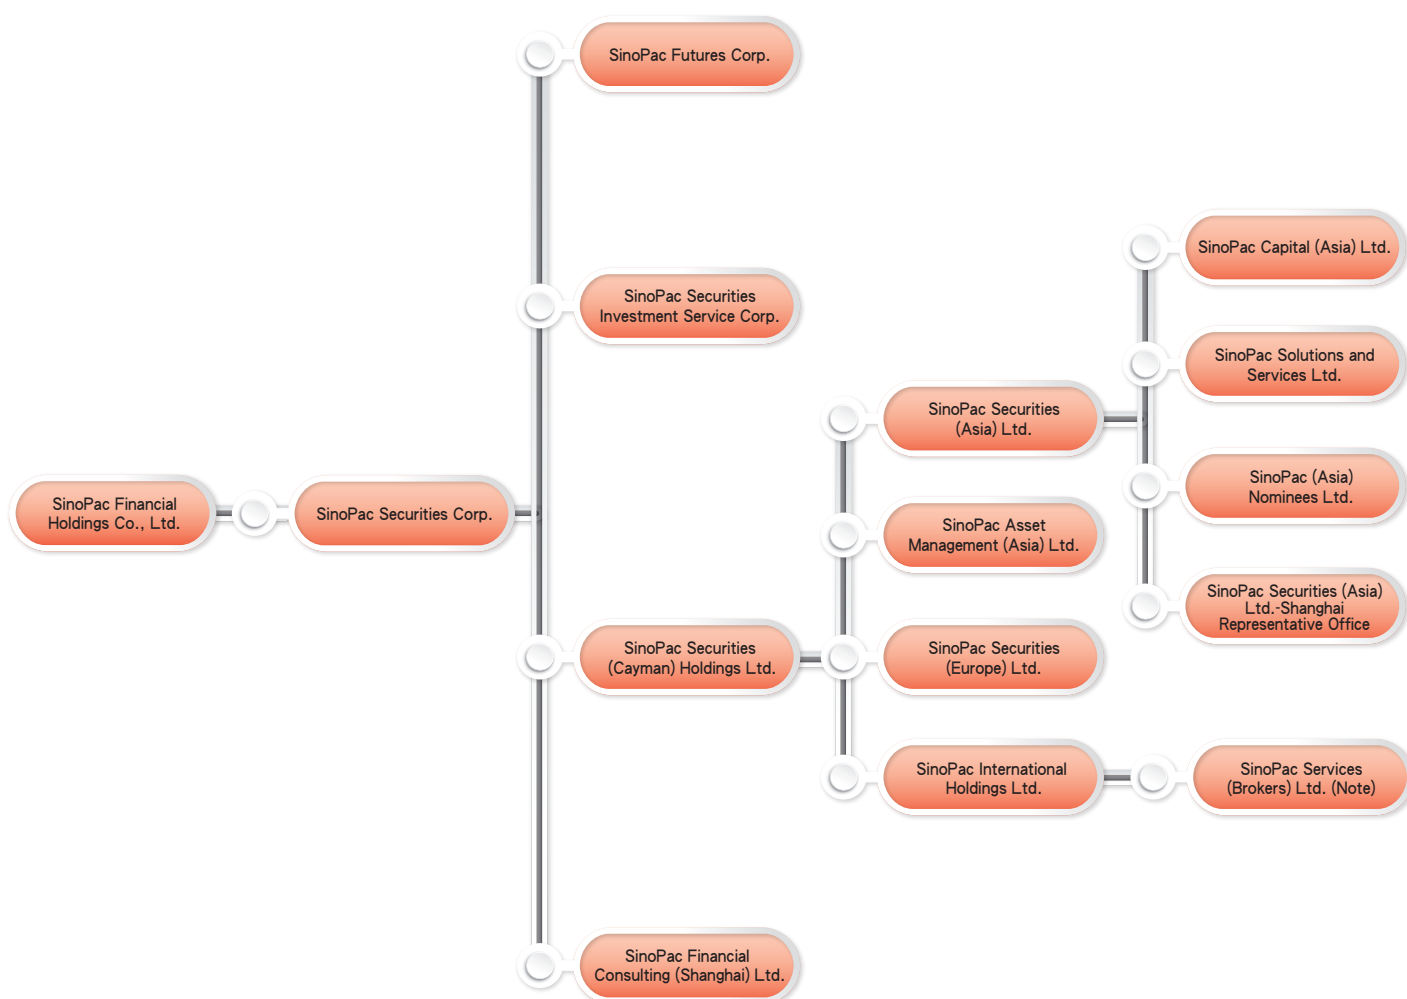 SinoPac Futures Corp.
SinoPac Securities
Investment Service Corp.
SinoPac Financial
Holdings Co., Ltd.
SinoPac Securities Corp.
SinoPac Securities
(Cayman) Holdings Ltd.
SinoPac Financial
Consulting (Shanghai) Ltd.
SinoPac Securities
(Asia) Ltd.
SinoPac Asset
Management (Asia) Ltd.
SinoPac Securities
(Europe) Ltd.
SinoPac International
Holdings Ltd.
SinoPac Capital (Asia) Ltd.
SinoPac Solutions and
Services Ltd.
SinoPac (Asia)
Nominees Ltd.
SinoPac Securities (Asia)
Ltd.-Shanghai
Representative Office
SinoPac Services
(Brokers) Ltd. (Note)